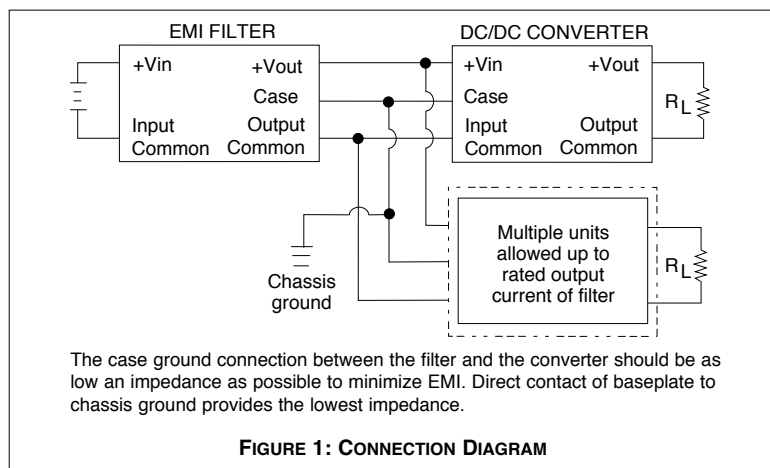 EMI FILTER
DC/DC CONVERTER
+Vin
+Vout
Case
Input
Common
Output
Common
+Vin
+Vout
Case
Input
Common
Output
Common
RL
Chassis
ground
Multiple units
allowed up to
rated output
current of filter
RL
The case ground connection between the filter and the converter should be as
low an impedance as possible to minimize EMI. Direct contact of baseplate to
chassis ground provides the lowest impedance.
FIGURE 1: CONNECTION DIAGRAM